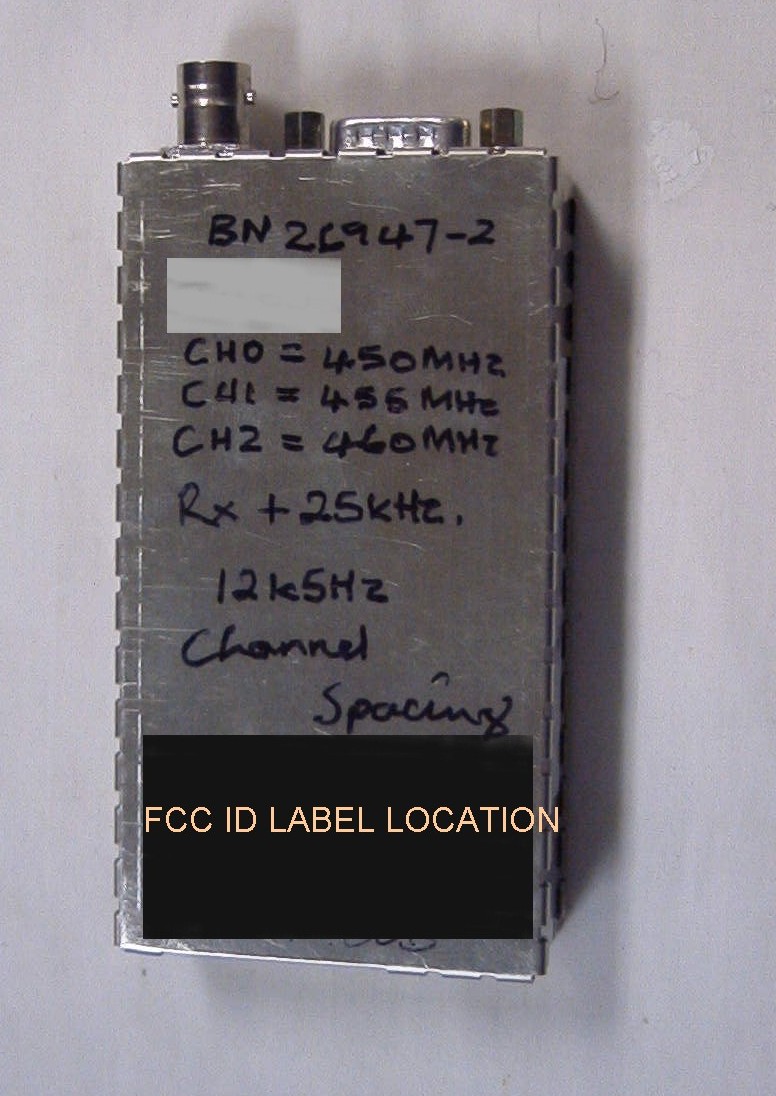 BN 26947-2
CH0 = 450MHz
CH1 = 455MHz
CH2 = 460MHz
Rx + 25kHz.
12k5Hz
Channel
Spacing
FCC ID LABEL LOCATION